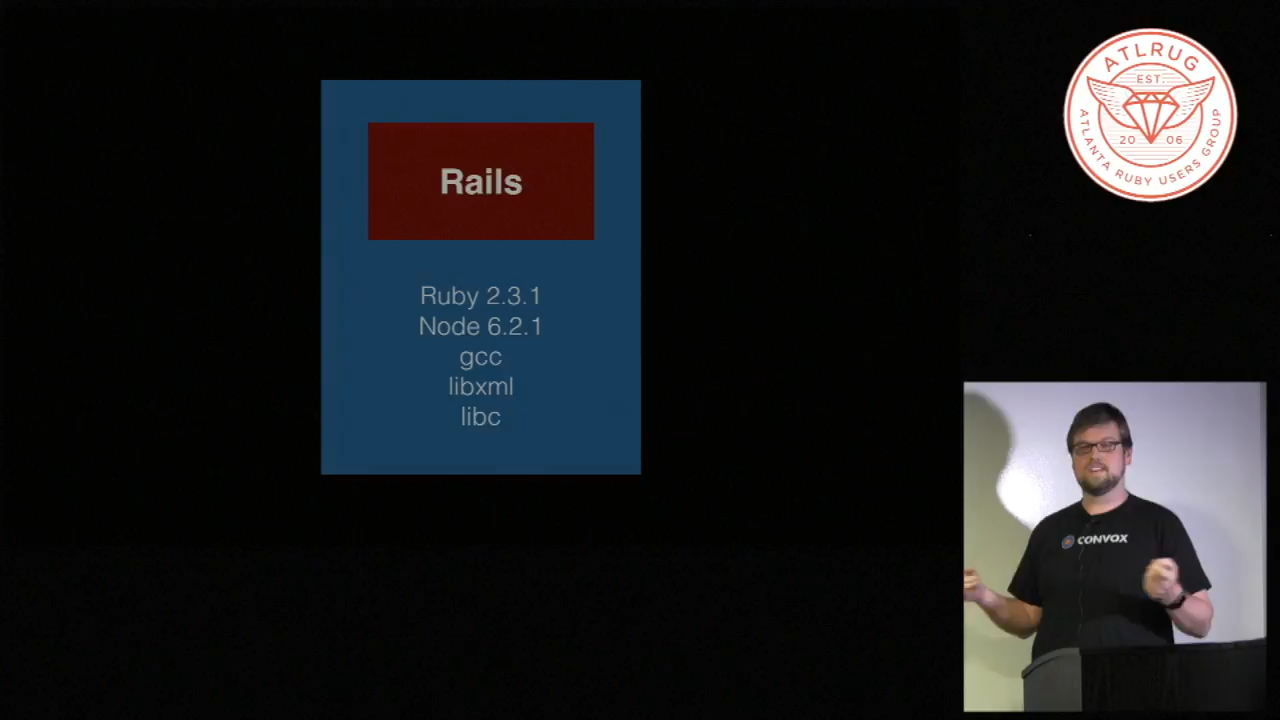 Rails
Ruby 2.3.1
Node 6.2.1
gcc
libxml
libc
ATLRUG
EST.
20 06
ATLANTA RUBY USERS GROUP
CONVOX